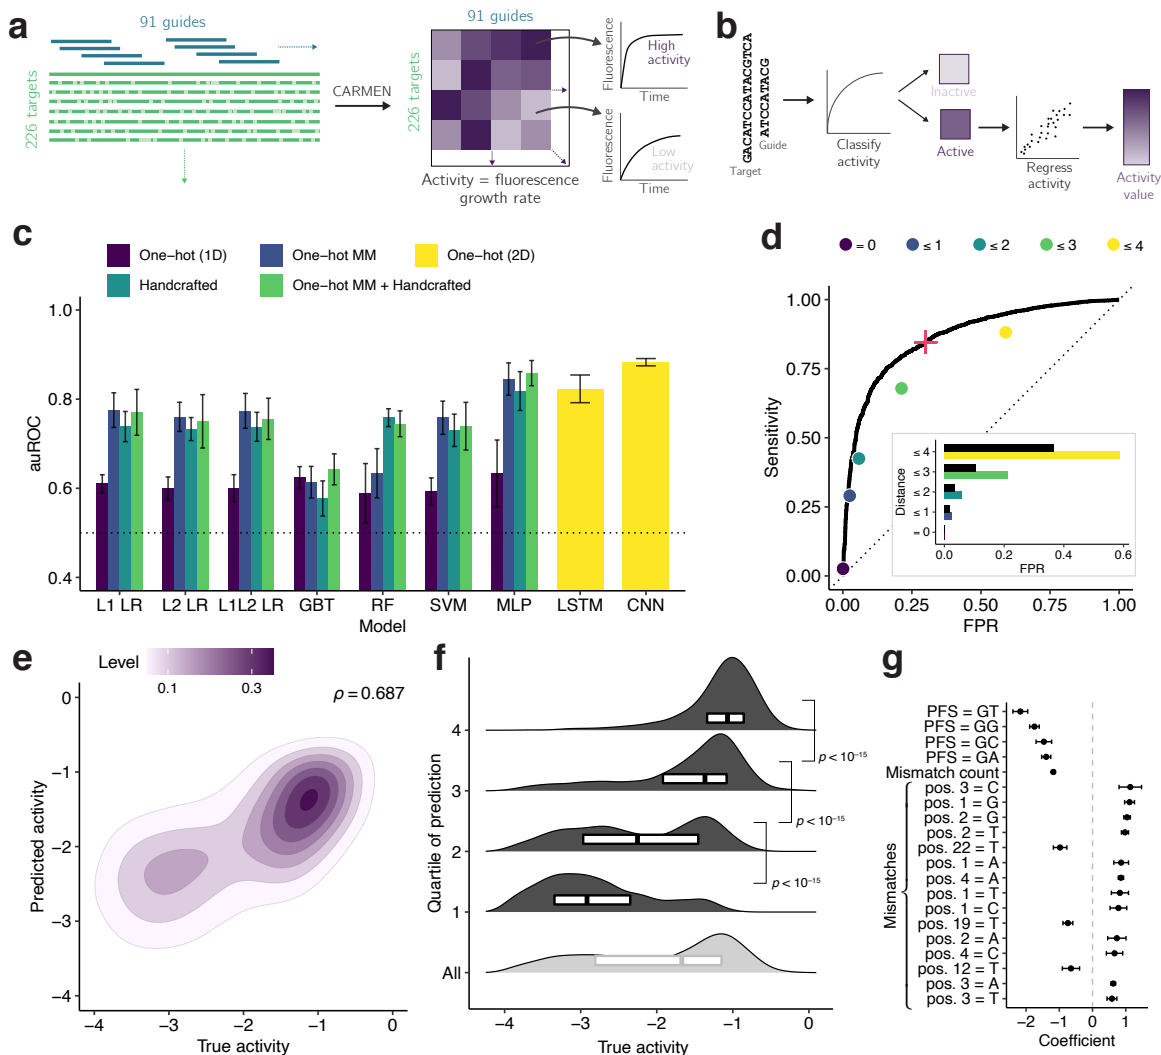 a
91 guides
226 targets
CARMEN
91 guides
226 targets
Activity = fluorescence
growth rate
Fluorescence
High
activity
Time
Fluorescence
Low
activity
Time
b
GACATCCATACGTCA
ATCCATACG
Guide
Target
Classify
activity
Inactive
Active
Regress
activity
Activity
value
c
One−hot (1D)
One−hot MM
One−hot (2D)
Handcrafted
One−hot MM + Handcrafted
auROC
1.0
0.8
0.6
0.4
L1 LR
L2 LR
L1L2 LR
GBT
RF
SVM
MLP
LSTM
CNN
Model
d
= 0
≤ 1
≤ 2
≤ 3
≤ 4
Sensitivity
1.00
0.75
0.50
0.25
0.00
0.00
0.25
0.50
0.75
1.00
FPR
Distance
≤ 4
≤ 3
≤ 2
≤ 1
= 0
0.0
0.2
0.4
0.6
FPR
e
Level
0.1
0.3
ρ = 0.687
Predicted activity
0
−1
−2
−3
−4
−4
−3
−2
−1
0
True activity
f
Quartile of prediction
4
3
2
1
All
p < 10−15
p < 10−15
p < 10−15
−4
−3
−2
−1
0
True activity
g
PFS = GT
PFS = GG
PFS = GC
PFS = GA
Mismatch count
Mismatches
pos. 3 = C
pos. 1 = G
pos. 2 = G
pos. 2 = T
pos. 22 = T
pos. 1 = A
pos. 4 = A
pos. 1 = T
pos. 1 = C
pos. 19 = T
pos. 2 = A
pos. 4 = C
pos. 12 = T
pos. 3 = A
pos. 3 = T
−2
−1
0
1
Coefficient